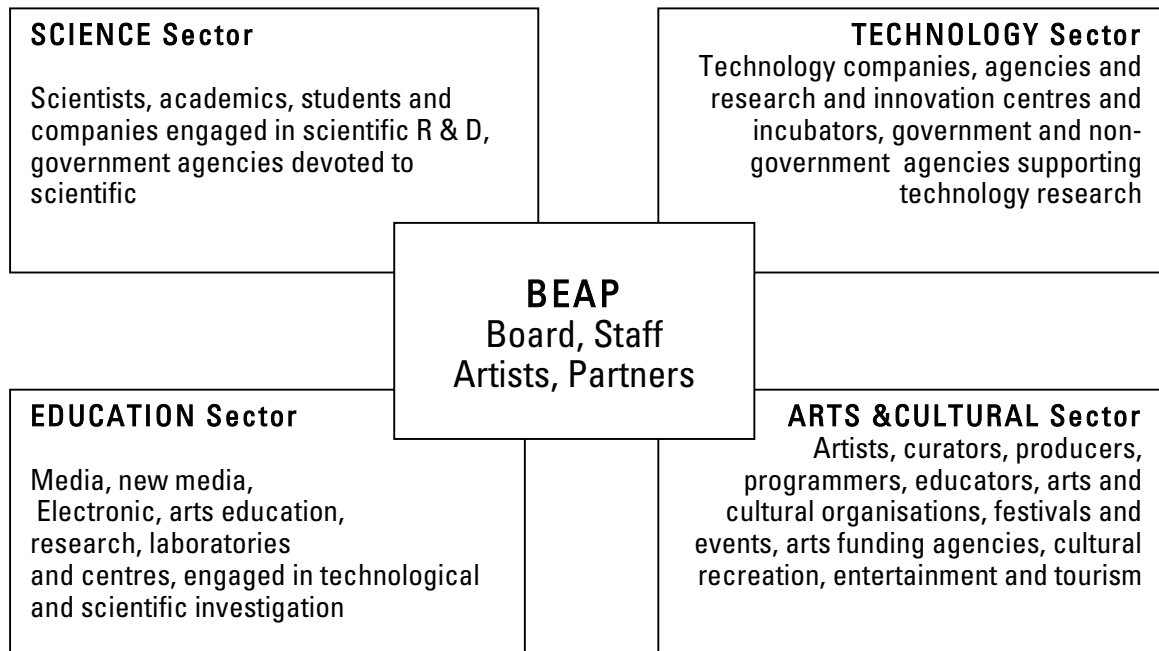 SCIENCE Sector
Scientists, academics, students and
companies engaged in scientific R & D,
government agencies devoted to
scientific
TECHNOLOGY Sector
Technology companies, agencies and
research and innovation centres and
incubators, government and non-
government agencies supporting
technology research
BEAP
Board, Staff
Artists, Partners
EDUCATION Sector
Media, new media,
Electronic, arts education,
research, laboratories
and centres, engaged in technological
and scientific investigation
ARTS &CULTURAL Sector
Artists, curators, producers,
programmers, educators, arts and
cultural organisations, festivals and
events, arts funding agencies, cultural
recreation, entertainment and tourism